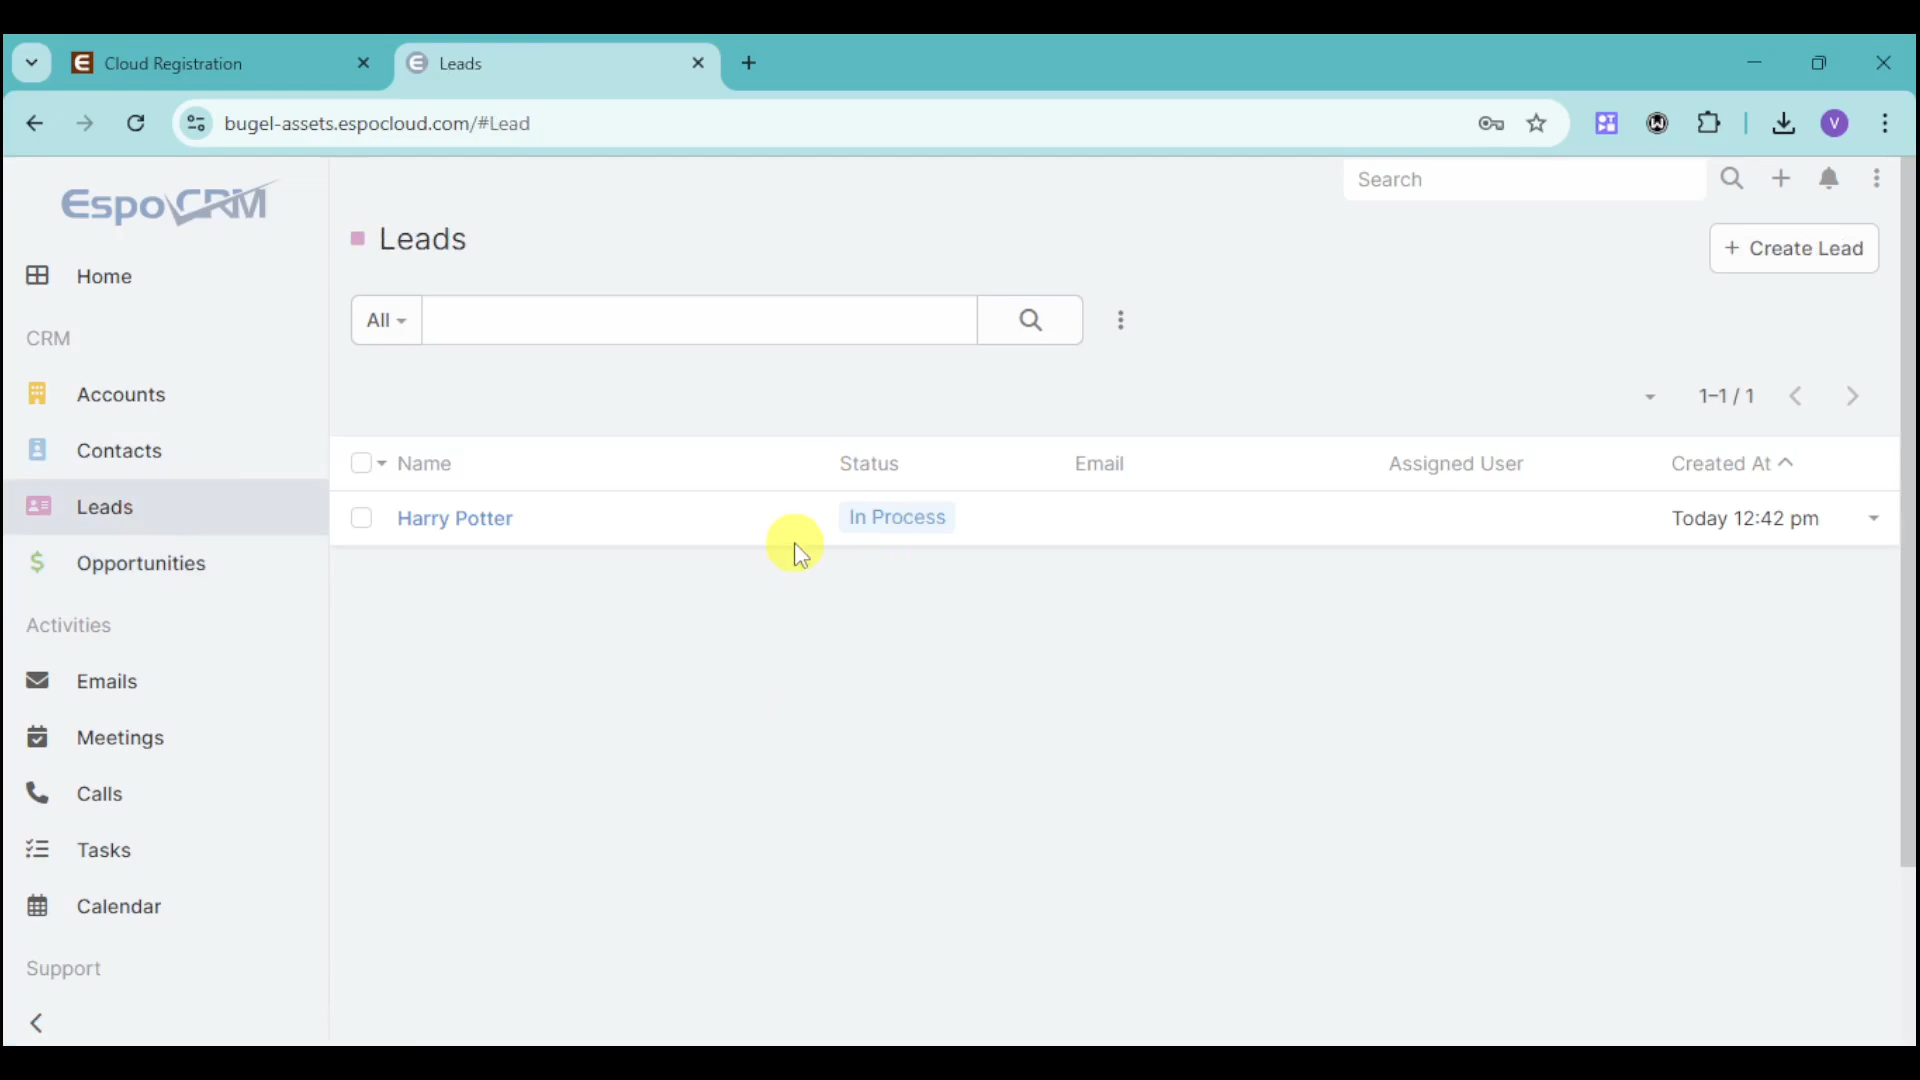 Cloud Registration
Leads
bugel-assets.espocloud.com/#Lead
V
EspoCRM
Search
Leads
+ Create Lead
Home
All
CRM
Accounts
1–1 / 1
Contacts
Name Status Email Assigned User Created At
Leads
Harry Potter In Process Today 12:42 pm
Opportunities
Activities
Emails
Meetings
Calls
Tasks
Calendar
Support